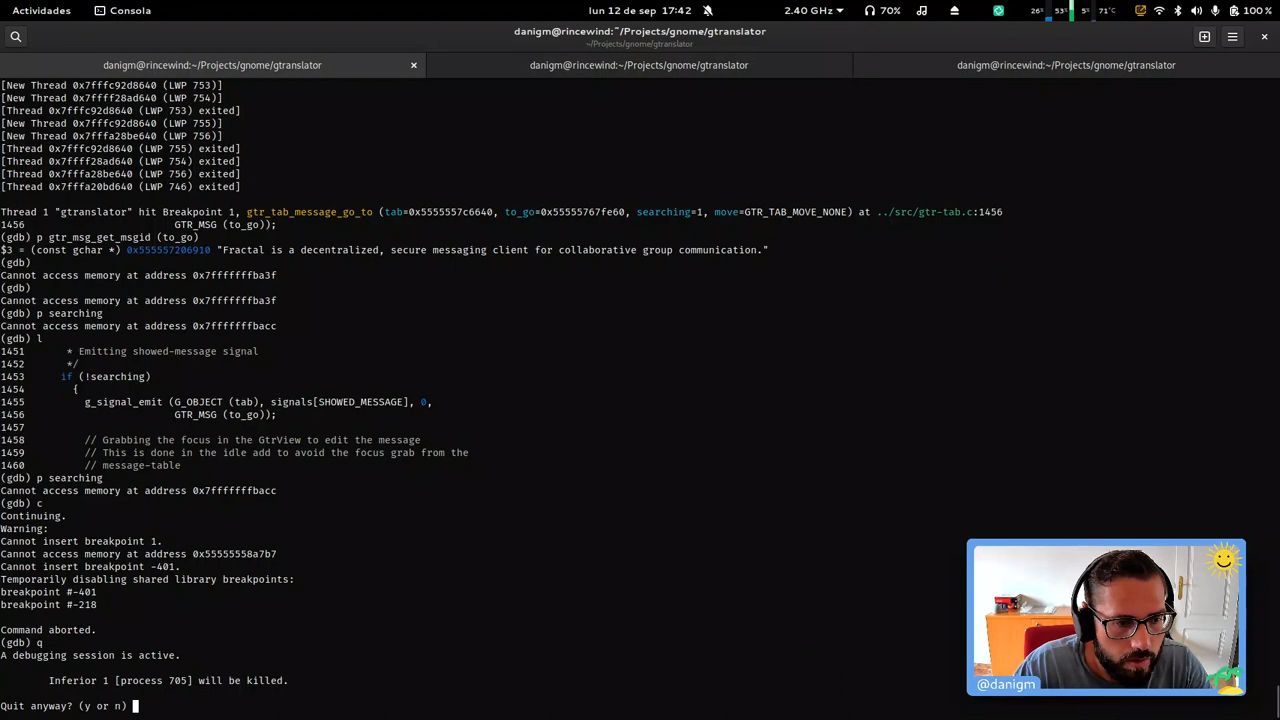 Actividades
Consola
lun 12 de sep 17:42
2.40 GHz
70%
26%
53%
5%
71°C
100 %
danigm@rincewind:~/Projects/gnome/gtranslator
~/Projects/gnome/gtranslator
danigm@rincewind:~/Projects/gnome/gtranslator
danigm@rincewind:~/Projects/gnome/gtranslator
danigm@rincewind:~/Projects/gnome/gtranslator
[New Thread 0x7fffc92d8640 (LWP 753)]
[New Thread 0x7ffff28ad640 (LWP 754)]
[Thread 0x7fffc92d8640 (LWP 753) exited]
[New Thread 0x7fffc92d8640 (LWP 755)]
[New Thread 0x7fffa28be640 (LWP 756)]
[Thread 0x7fffc92d8640 (LWP 755) exited]
[Thread 0x7ffff28ad640 (LWP 754) exited]
[Thread 0x7fffa28be640 (LWP 756) exited]
[Thread 0x7fffa20bd640 (LWP 746) exited]
Thread 1 "gtranslator" hit Breakpoint 1, gtr_tab_message_go_to (tab=0x5555557c6640, to_go=0x55555767fe60, searching=1, move=GTR_TAB_MOVE_NONE) at ../src/gtr-tab.c:1456
1456                       GTR_MSG (to_go));
(gdb) p gtr_msg_get_msgid (to_go)
$3 = (const gchar *) 0x555557206910 "Fractal is a decentralized, secure messaging client for collaborative group communication."
(gdb)
Cannot access memory at address 0x7fffffffba3f
(gdb)
Cannot access memory at address 0x7fffffffba3f
(gdb) p searching
Cannot access memory at address 0x7fffffffbacc
(gdb) l
1451       * Emitting showed-message signal
1452       */
1453      if (!searching)
1454        {
1455          g_signal_emit (G_OBJECT (tab), signals[SHOWED_MESSAGE], 0,
1456                       GTR_MSG (to_go));
1457
1458          // Grabbing the focus in the GtrView to edit the message
1459          // This is done in the idle add to avoid the focus grab from the
1460          // message-table
(gdb) p searching
Cannot access memory at address 0x7fffffffbacc
(gdb) c
Continuing.
Warning:
Cannot insert breakpoint 1.
Cannot access memory at address 0x55555558a7b7
Cannot insert breakpoint -401.
Temporarily disabling shared library breakpoints:
breakpoint #-401
breakpoint #-218
Command aborted.
(gdb) q
A debugging session is active.
Inferior 1 [process 705] will be killed.
Quit anyway? (y or n)
@danigm